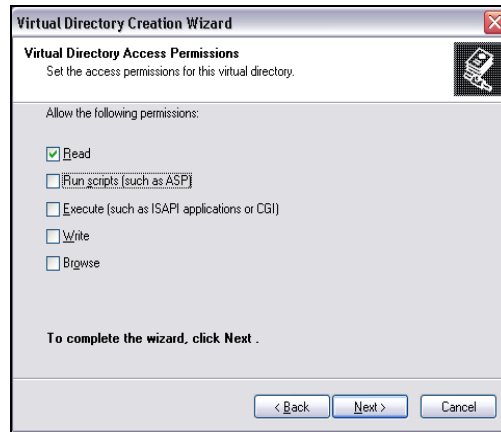 Virtual Directory Creation Wizard
Virtual Directory Access Permissions
Set the access permissions for this virtual directory.
Allow the following permissions:
Read
Run scripts (such as ASP)
Execute (such as ISAPI applications or CGI)
Write
Browse
To complete the wizard, click Next .
< Back Next > Cancel